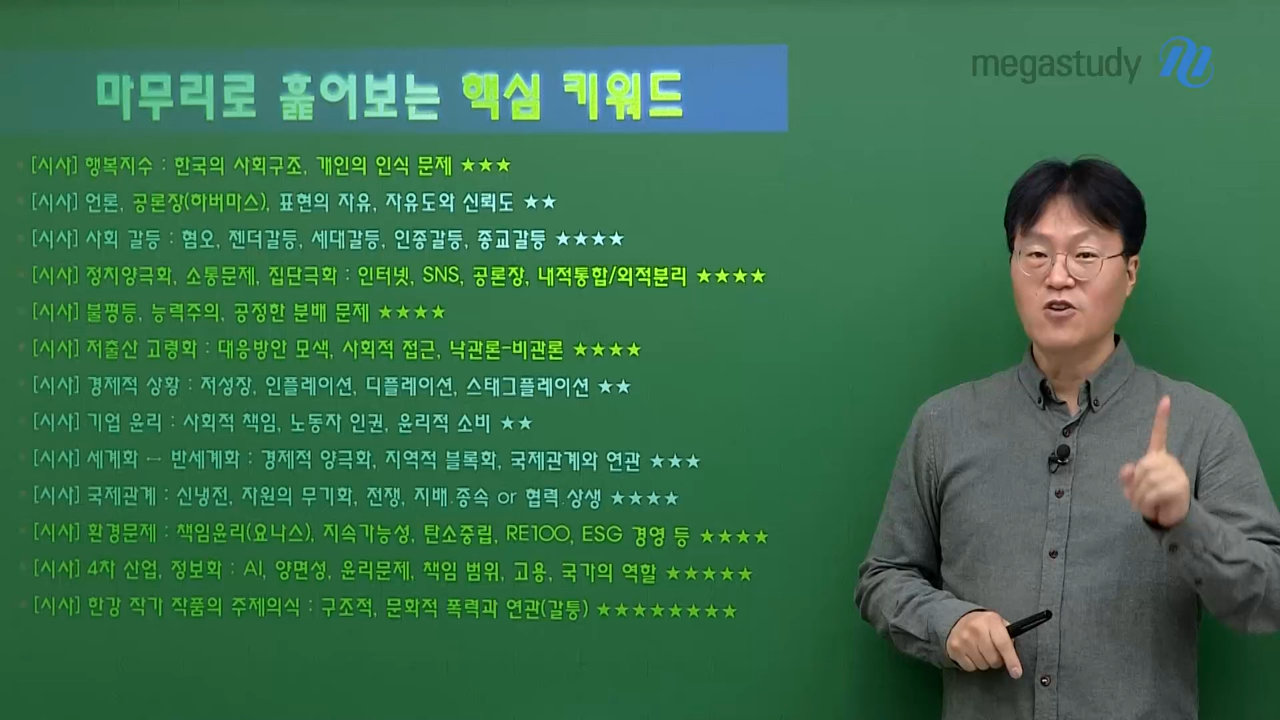 megastudy
마무리로 훑어보는 핵심 키워드
[시사] 행복지수 : 한국의 사회구조, 개인의 인식 문제 ★★★
[시사] 언론, 공론장(하버마스), 표현의 자유, 자유도와 신뢰도 ★★
[시사] 사회 갈등 : 혐오, 젠더갈등, 세대갈등, 인종갈등, 종교갈등 ★★★★
[시사] 정치양극화, 소통문제, 집단극화 : 인터넷, SNS, 공론장, 내적통합/외적분리 ★★★★
[시사] 불평등, 능력주의, 공정한 분배 문제 ★★★★
[시사] 저출산 고령화 : 대응방안 모색, 사회적 접근, 낙관론-비관론 ★★★★
[시사] 경제적 상황 : 저성장, 인플레이션, 디플레이션, 스태그플레이션 ★★
[시사] 기업 윤리 : 사회적 책임, 노동자 인권, 윤리적 소비 ★★
[시사] 세계화 ↔ 반세계화 : 경제적 양극화, 지역적 블록화, 국제관계와 연관 ★★★
[시사] 국제관계 : 신냉전, 자원의 무기화, 전쟁, 지배.종속 or 협력.상생 ★★★★
[시사] 환경문제 : 책임윤리(요나스), 지속가능성, 탄소중립, RE100, ESG 경영 등 ★★★★
[시사] 4차 산업, 정보화 : AI, 양면성, 윤리문제, 책임 범위, 고용, 국가의 역할 ★★★★★
[시사] 한강 작가 작품의 주제의식 : 구조적, 문화적 폭력과 연관(갈퉁) ★★★★★★★★